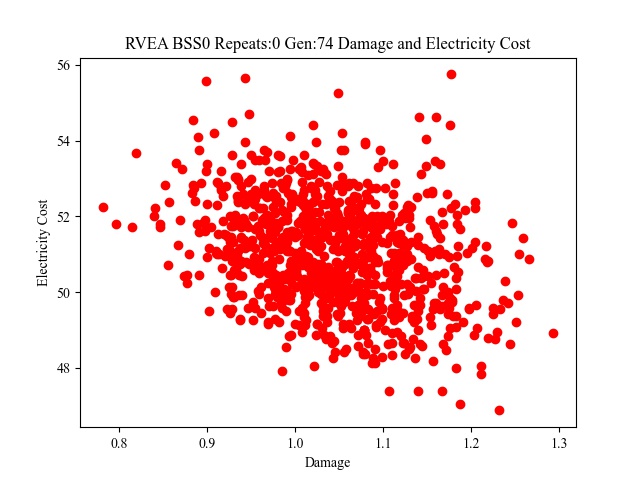 RVEA BSS0 Repeats:0 Gen:74 Damage and Electricity Cost
56
54
52
50
48
Electricity Cost
0.8 0.9 1.0 1.1 1.2 1.3
Damage